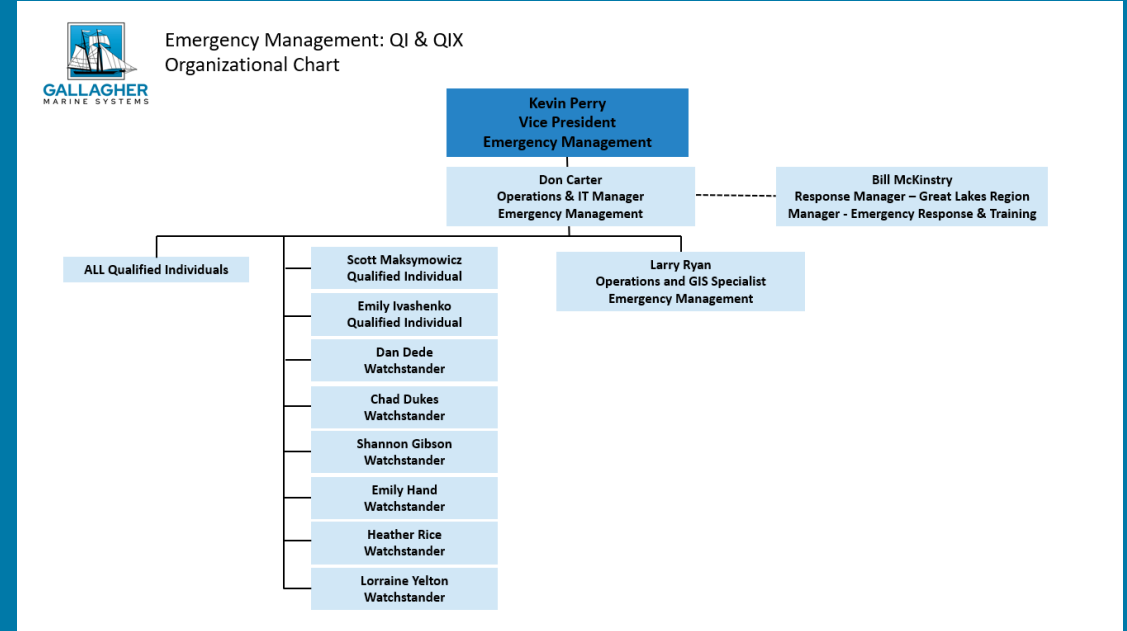 Emergency Management: QI & QIX
Organizational Chart
GALLAGHER
MARINE SYSTEMS
Kevin Perry
Vice President
Emergency Management
Don Carter
Operations & IT Manager
Emergency Management
Bill McKinstry
Response Manager – Great Lakes Region
Manager - Emergency Response & Training
ALL Qualified Individuals
Scott Maksymowicz
Qualified Individual
Emily Ivashenko
Qualified Individual
Dan Dede
Watchstander
Chad Dukes
Watchstander
Shannon Gibson
Watchstander
Emily Hand
Watchstander
Heather Rice
Watchstander
Lorraine Yelton
Watchstander
Larry Ryan
Operations and GIS Specialist
Emergency Management